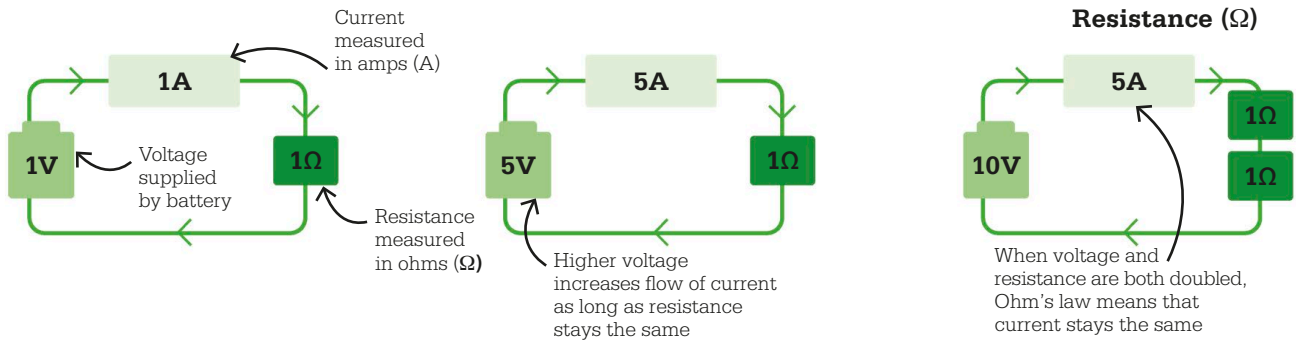 Current
measured
in amps (A)
1A
1V
1Ω
Voltage
supplied
by battery
Resistance
measured
in ohms (Ω)
5A
5V
1Ω
Higher voltage
increases flow of current
as long as resistance
stays the same
Resistance (Ω)
5A
10V
1Ω
1Ω
When voltage and
resistance are both doubled,
Ohm’s law means that
current stays the same